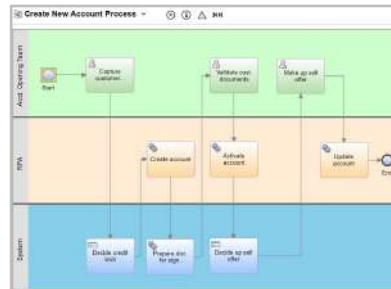 Create New Account Process
Acct. Opening Team
Start
Capture
customer...
Validate cust
documents
Make up sell
offer
RPA
Create account
Activate
account
Update
account
End
System
Decide credit
Prepare doc
for sign
Decide up sell
offer